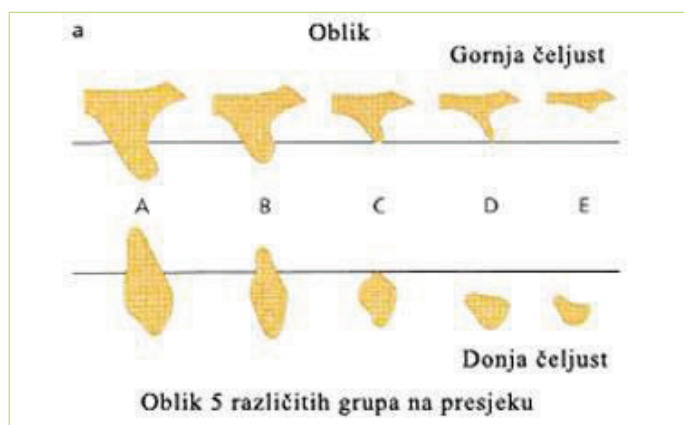 a
Oblik
Gornja čeljust
A B C D E
Donja čeljust
Oblik 5 različitih grupa na presjeku